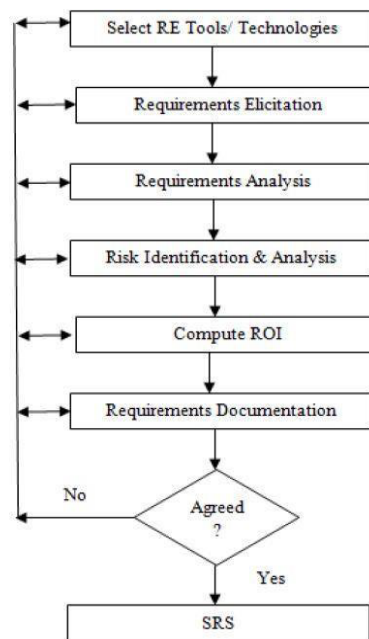 Select RE Tools/ Technologies
Requirements Elicitation
Requirements Analysis
Risk Identification & Analysis
Compute ROI
Requirements Documentation
No
Agreed
?
Yes
SRS